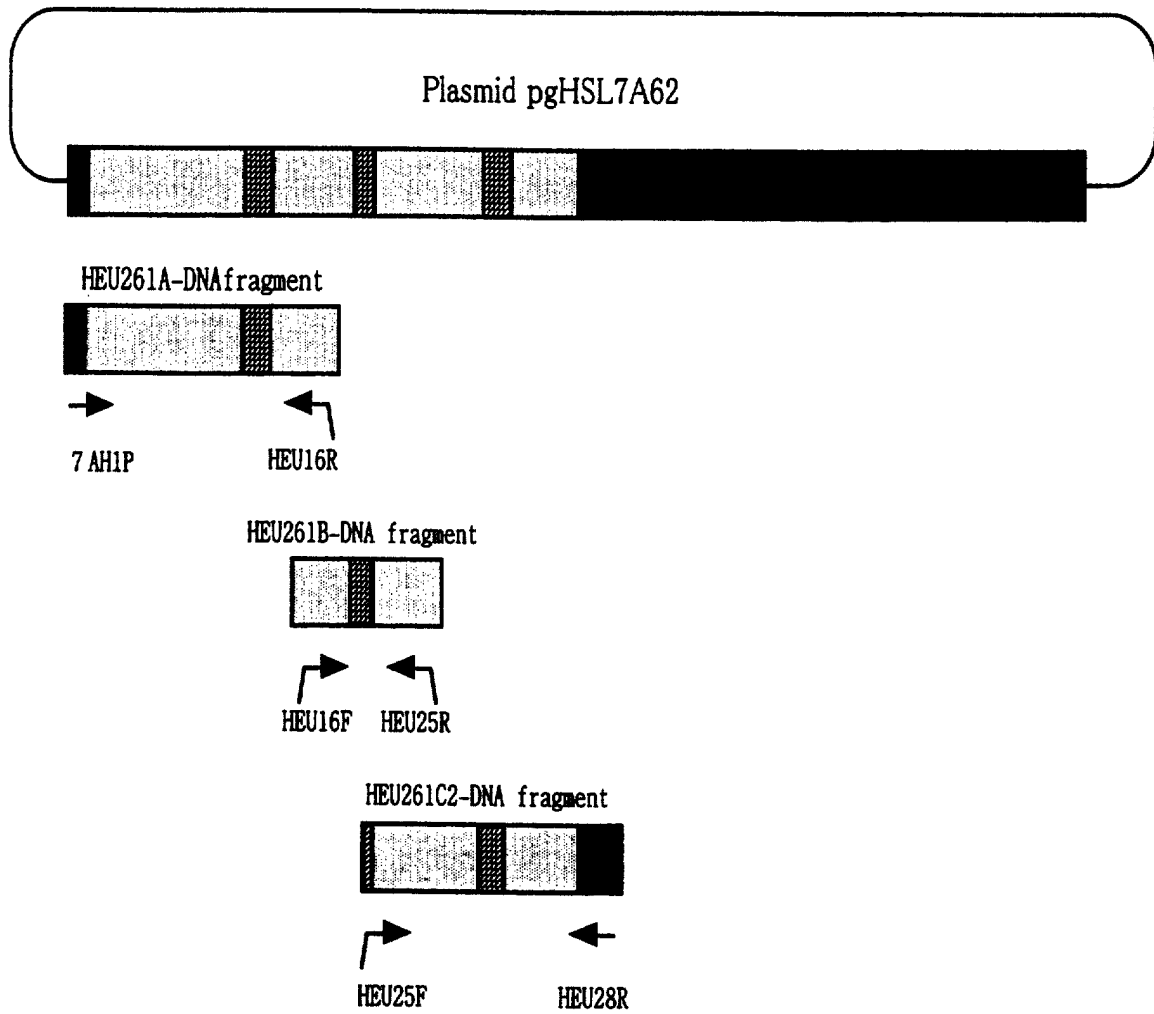 Plasmid pgHSL7A62
HEU261A-DNAfragment
7 AH1P HEU16R
HEU261B-DNA fragment
HEU16F HEU25R
HEU261C2-DNA fragment
HEU25F HEU28R